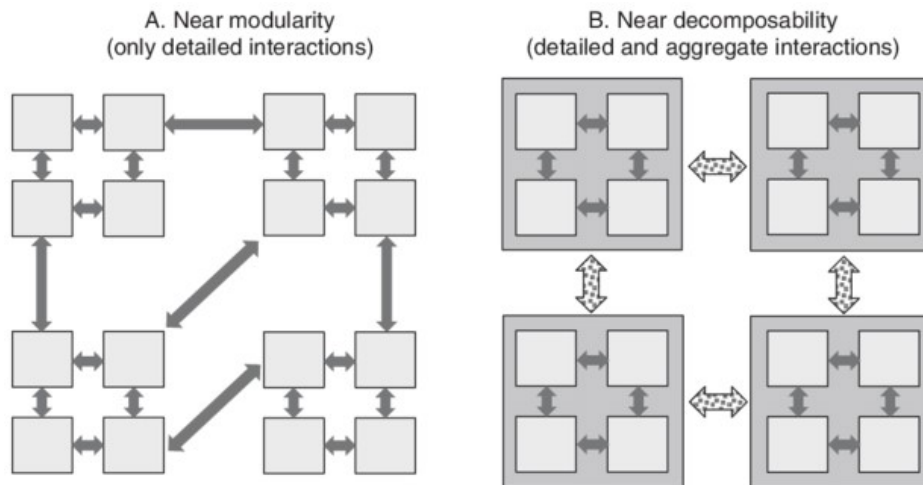 A. Near modularity
(only detailed interactions)
B. Near decomposability
(detailed and aggregate interactions)